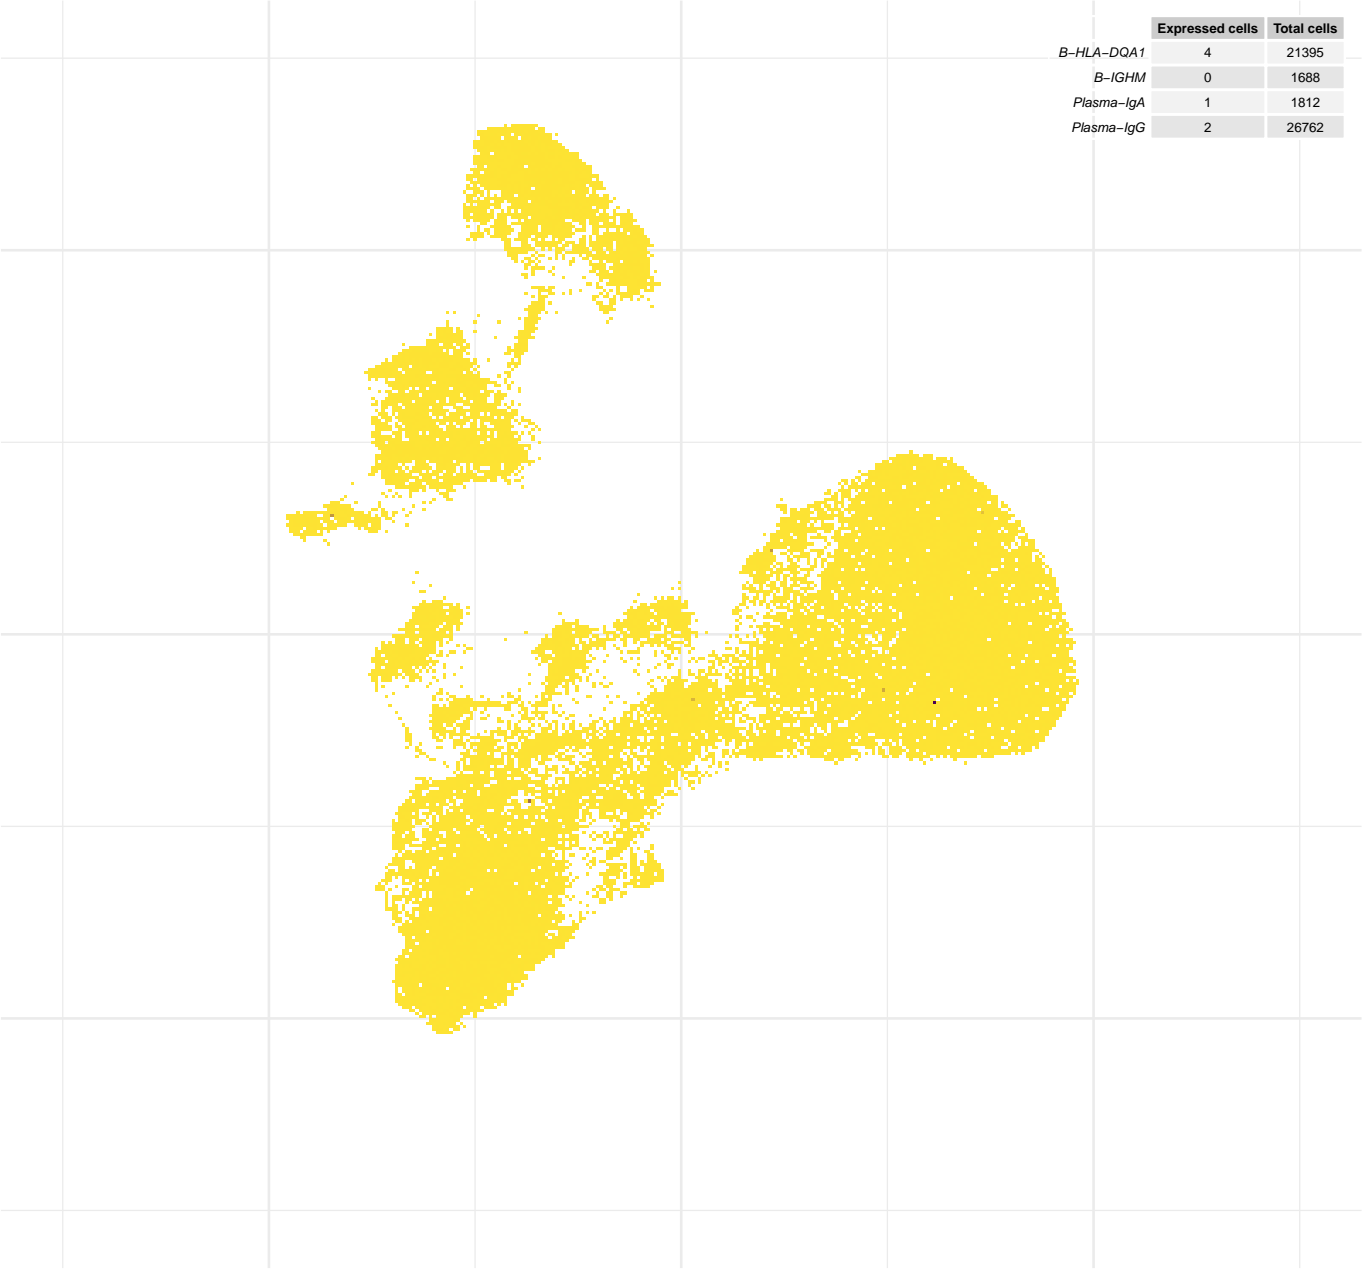 Expressed cells Total cells
B−HLA−DQA1 4 21395
B−IGHM 0 1688
Plasma−IgA 1 1812
Plasma−IgG 2 26762